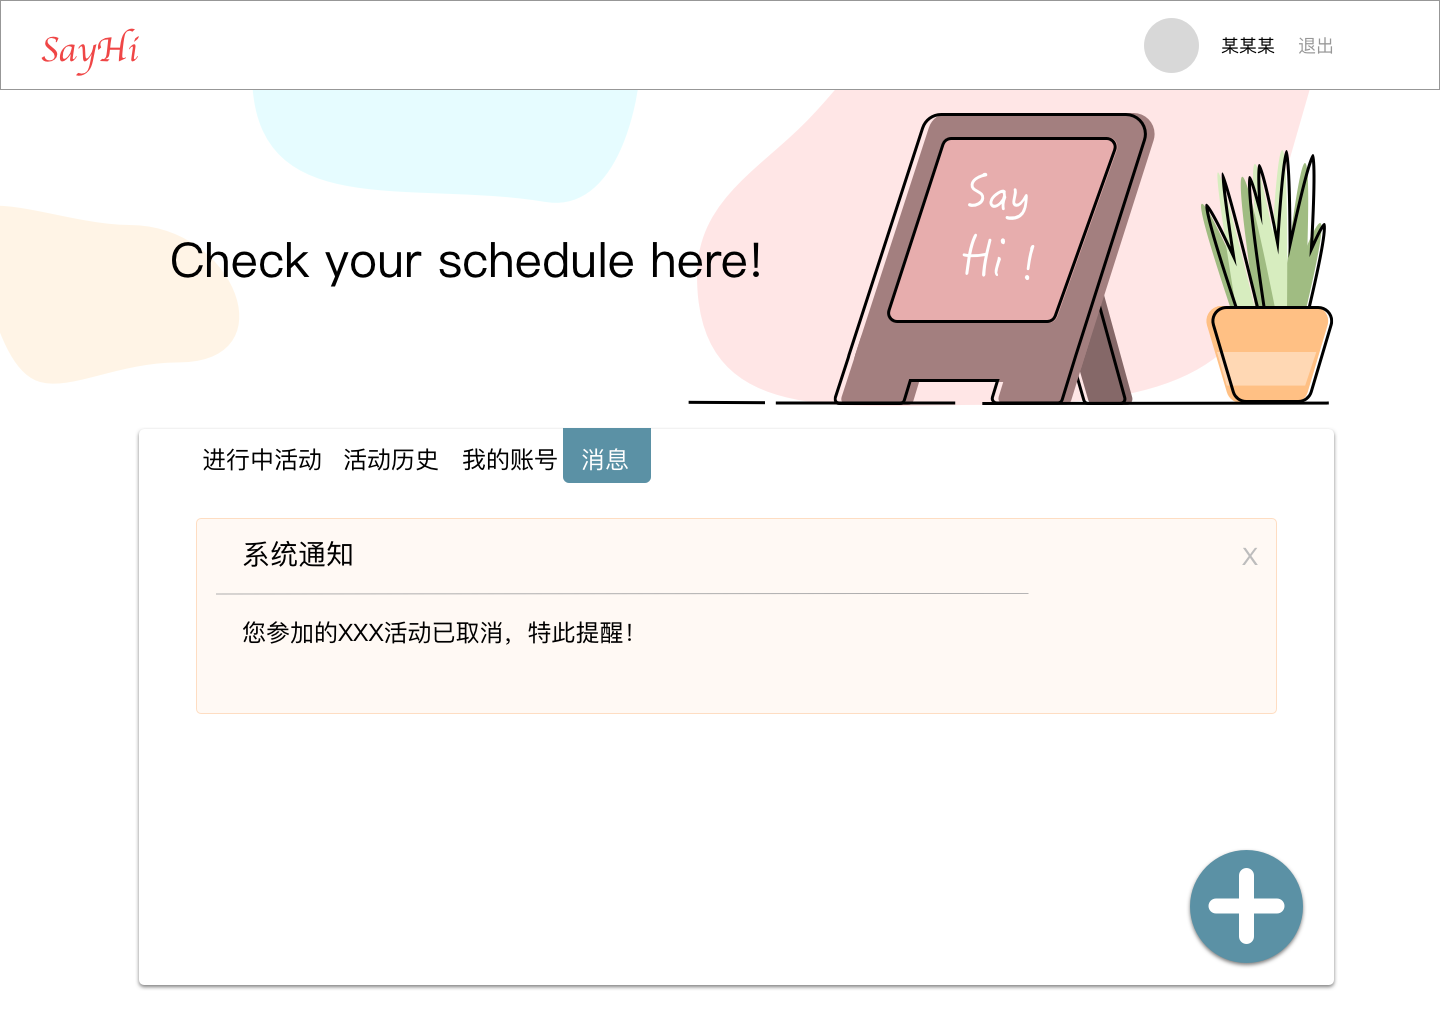 SayHi
某某某 退出
Say
Hi !
Check your schedule here!
进行中活动 活动历史 我的账号 消息
系统通知 X
您参加的XXX活动已取消，特此提醒！